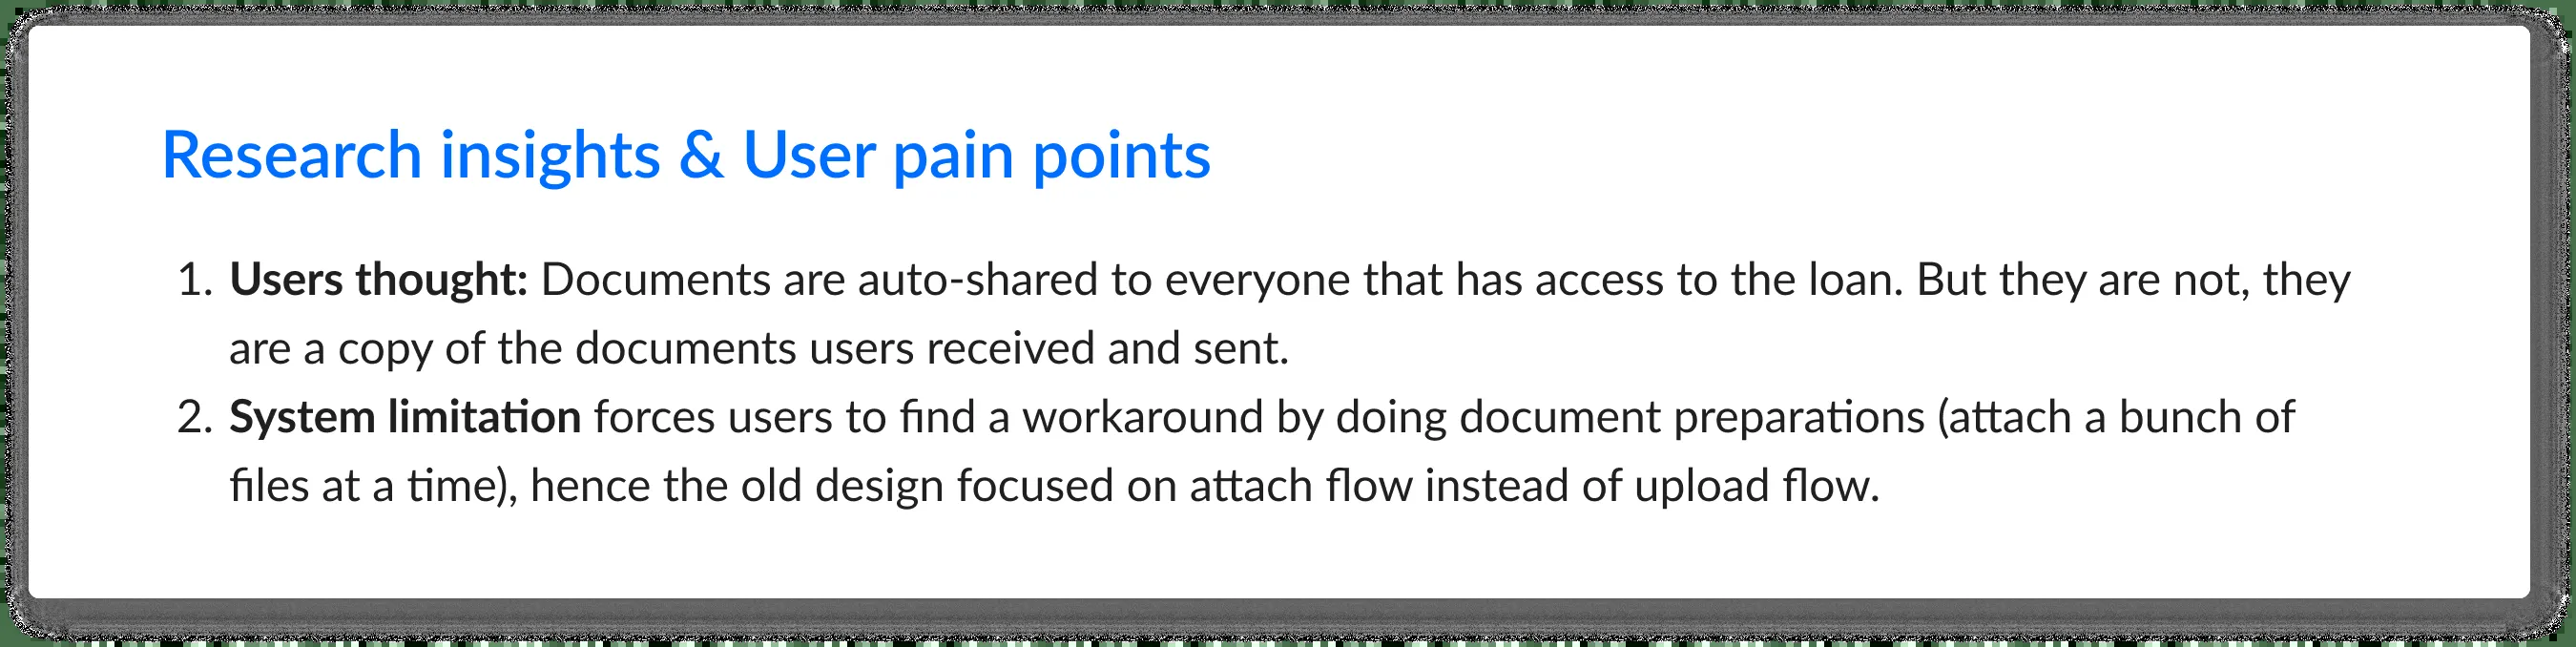 Research insights & User pain points
1. Users thought: Documents are auto-shared to everyone that has access to the loan. But they are not, they
are a copy of the documents users received and sent.
2. System limitation forces users to find a workaround by doing document preparations (attach a bunch of
files at a time), hence the old design focused on attach flow instead of upload flow.